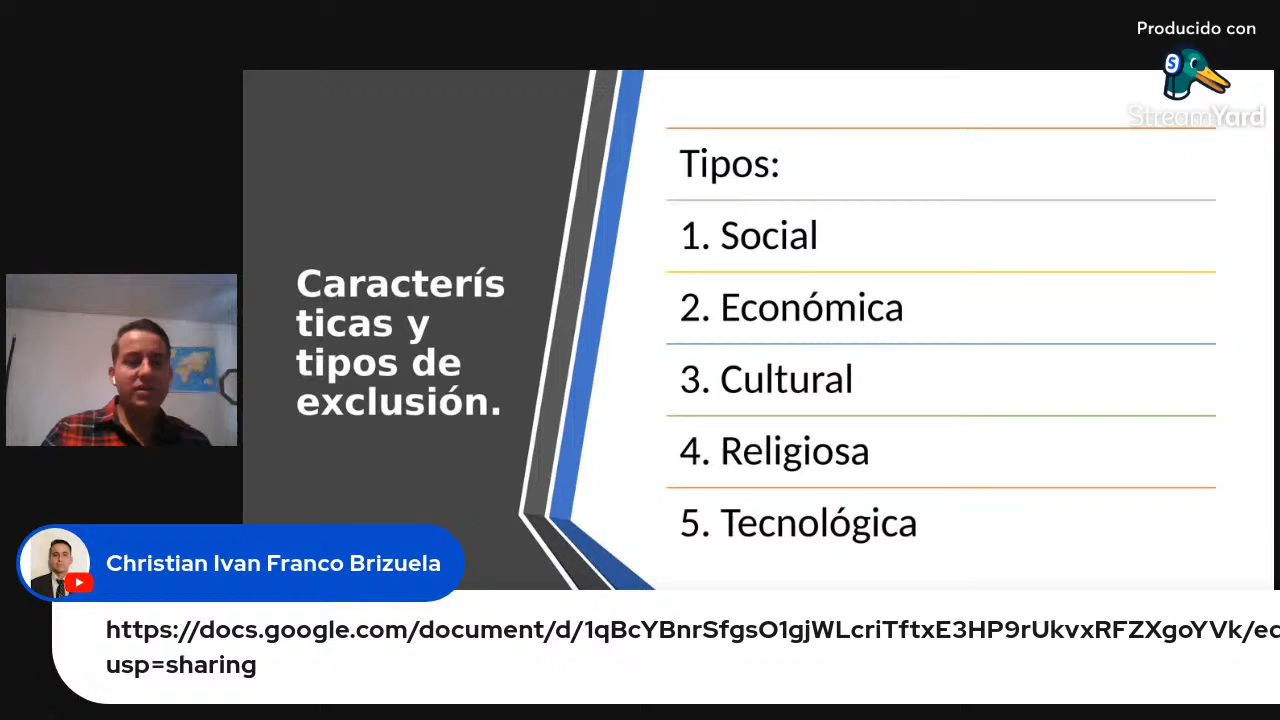 Producido con
StreamYard
Caracterís
ticas y
tipos de
exclusión.
Tipos:
1. Social
2. Económica
3. Cultural
4. Religiosa
5. Tecnológica
Christian Ivan Franco Brizuela
https://docs.google.com/document/d/1qBcYBnrSfgsO1gjWLcriTftxE3HP9rUkvxRFZXgoYVk/ed
usp=sharing